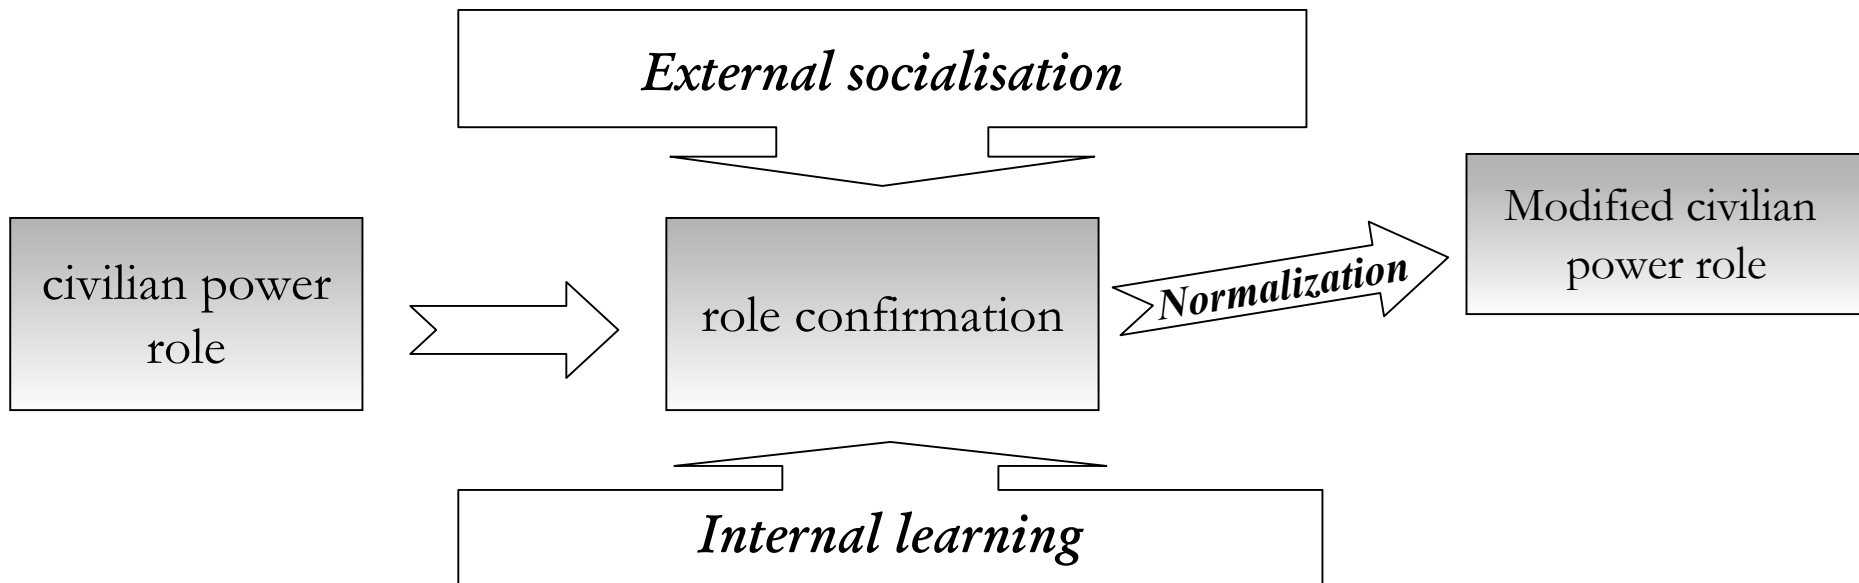 External socialisation
civilian power
role
role confirmation
Normalization
Modified civilian
power role
Internal learning